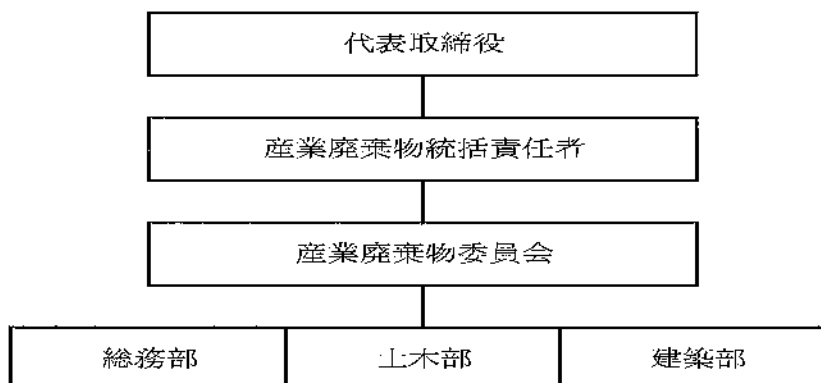 代表取締役
産業廃棄物統括責任者
産業廃棄物委員会
総務部 土木部 建築部